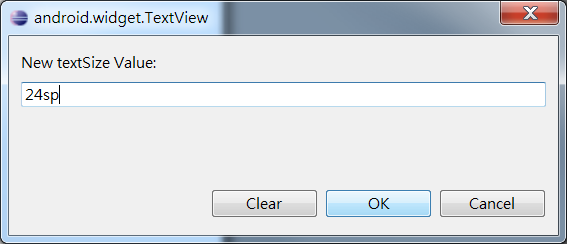 android.widget.TextView
New textSize Value:
24sp
Clear OK Cancel